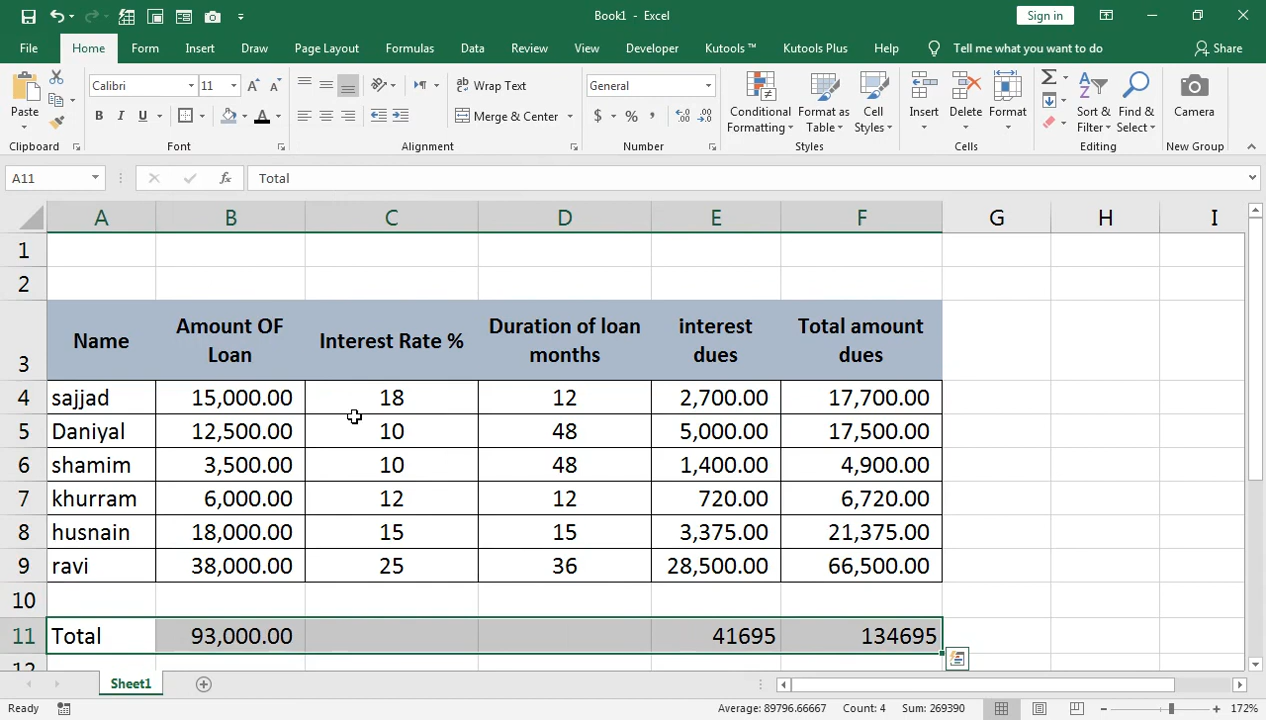 Book1 - Excel
Sign in
File Home Form Insert Draw Page Layout Formulas Data Review View Developer Kutools ™ Kutools Plus Help Tell me what you want to do Share
Paste
Calibri 11 A A
B I U A
Wrap Text
Merge & Center
General
$ % ,
Conditional Formatting
Format as Table
Cell Styles
Insert
Delete
Format
Sort & Filter
Find & Select
Camera
Clipboard Font Alignment Number Styles Cells Editing New Group
A11 fx Total
A B C D E F G H I
1
2
3 Name Amount OF Loan Interest Rate % Duration of loan months interest dues Total amount dues
4 sajjad 15,000.00 18 12 2,700.00 17,700.00
5 Daniyal 12,500.00 10 48 5,000.00 17,500.00
6 shamim 3,500.00 10 48 1,400.00 4,900.00
7 khurram 6,000.00 12 12 720.00 6,720.00
8 husnain 18,000.00 15 15 3,375.00 21,375.00
9 ravi 38,000.00 25 36 28,500.00 66,500.00
10
11 Total 93,000.00 41695 134695
12
Sheet1
Ready Average: 89796.66667 Count: 4 Sum: 269390 172%